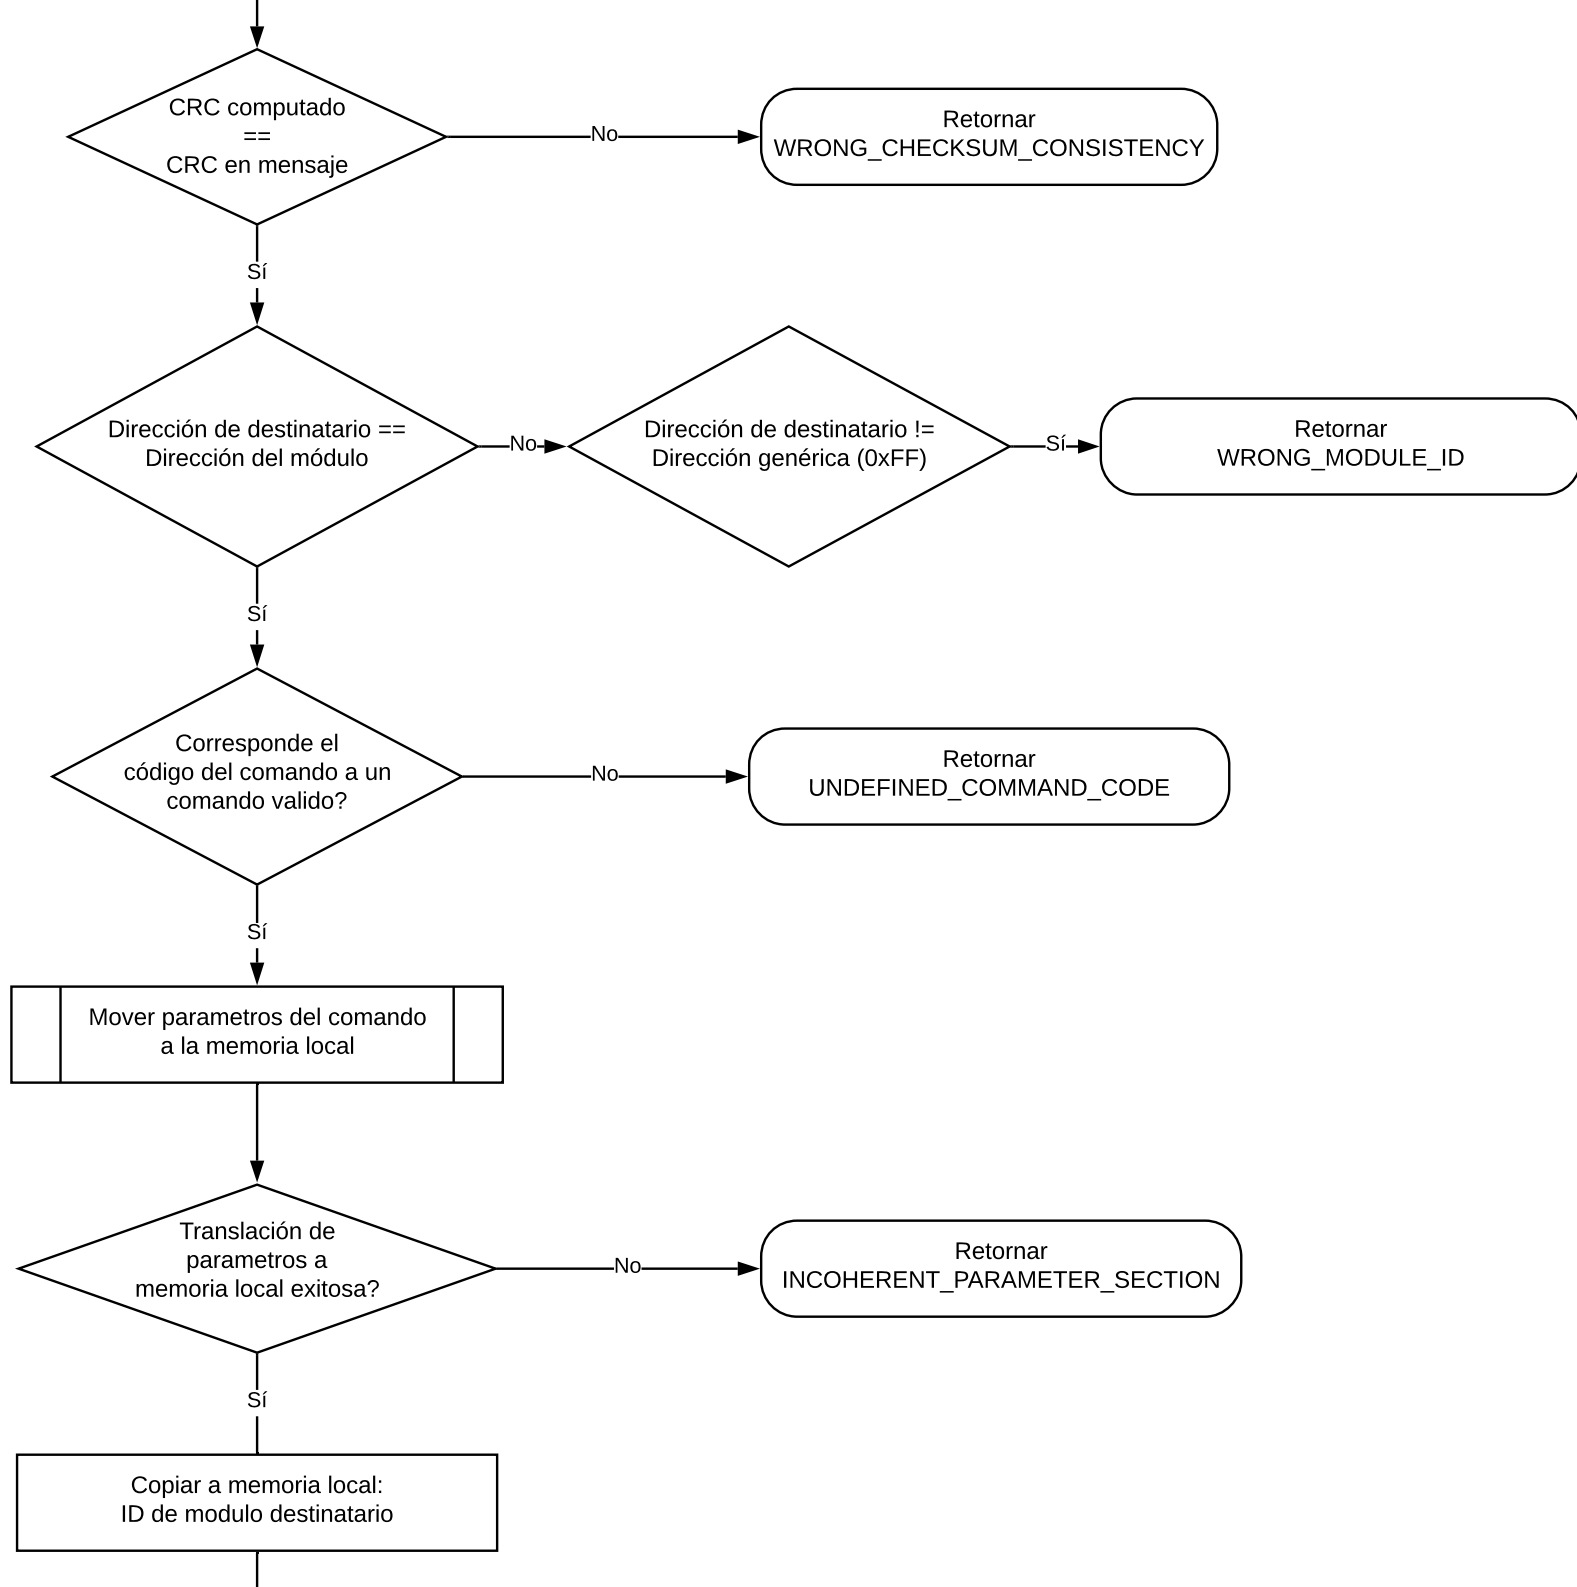 CRC computado
==
CRC en mensaje
No
Retornar
WRONG_CHECKSUM_CONSISTENCY
Sí
Dirección de destinatario ==
Dirección del módulo
No
Dirección de destinatario !=
Dirección genérica (0xFF)
Sí
Retornar
WRONG_MODULE_ID
Sí
Corresponde el
código del comando a un
comando valido?
No
Retornar
UNDEFINED_COMMAND_CODE
Sí
Mover parametros del comando
a la memoria local
Translación de
parametros a
memoria local exitosa?
No
Retornar
INCOHERENT_PARAMETER_SECTION
Sí
Copiar a memoria local:
ID de modulo destinatario